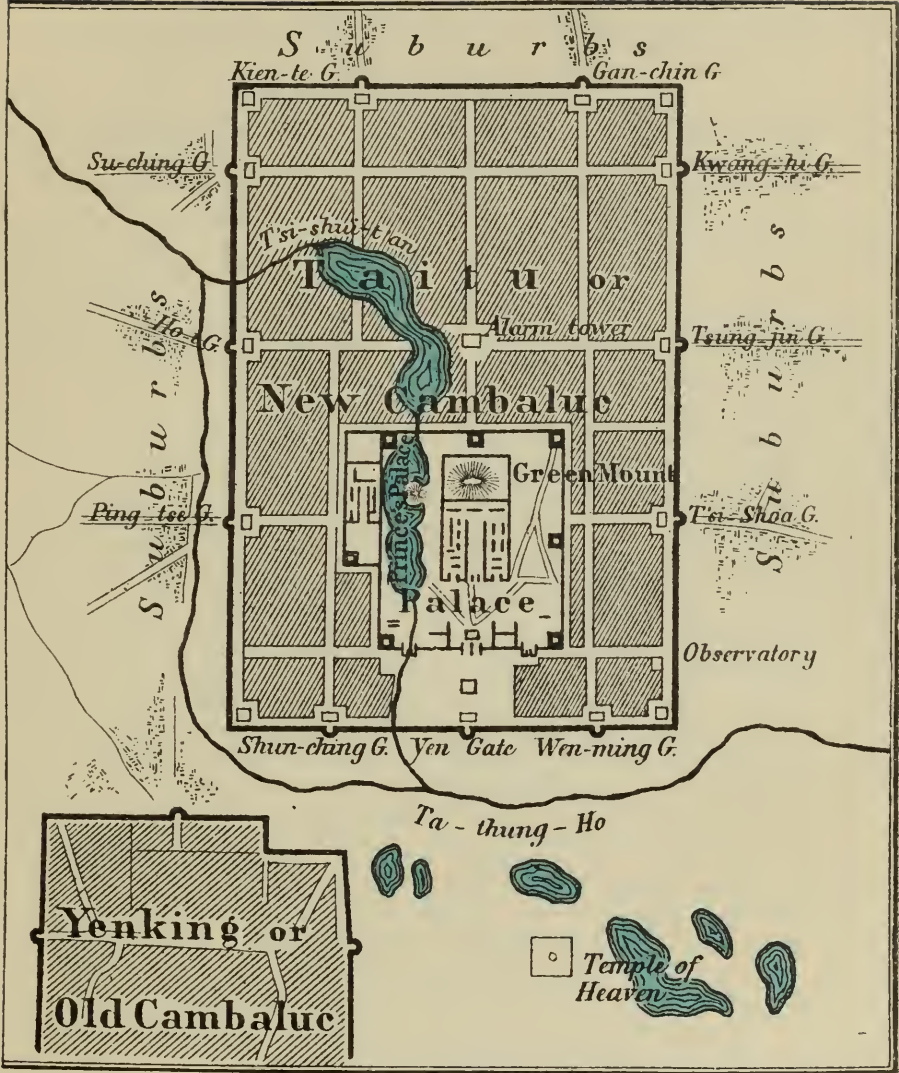 Suburbs
Kien-te G.
Gan-chin G
Su-ching G
Kwang-hi G.
T'si-shui-tan
Taitu or
Suburbs
Suburbs
Alarm tower
Tsung-jin G.
New Cambaluc
Green Mount
Prince's Palace
Ping-tse G.
T'si-Shoa G.
Palace
Observatory
Shun-ching G.
Yen Gate
Wen-ming G.
Ta-thung-Ho
Yenking or
Old Cambaluc
Temple of
Heaven